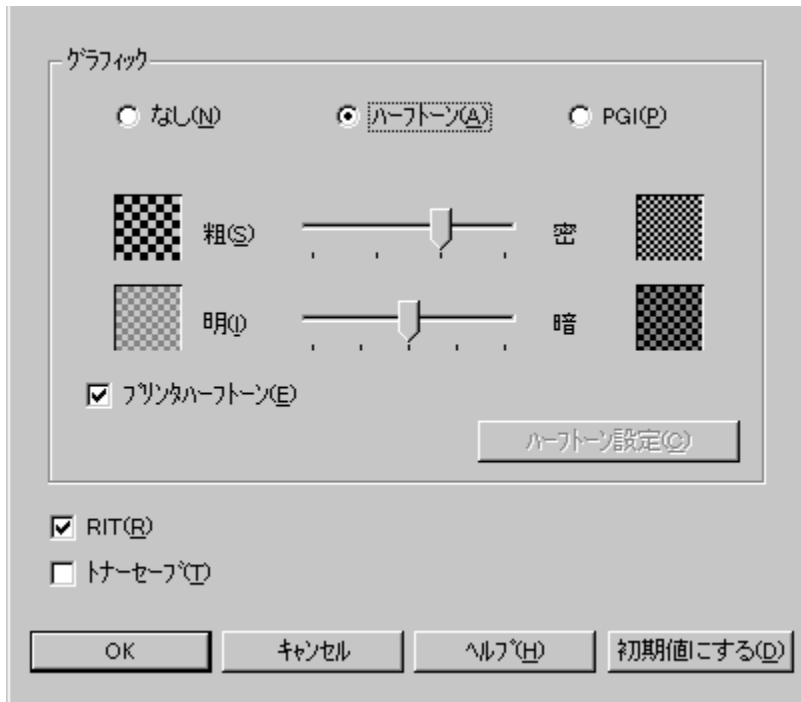 ｸﾞﾗﾌｨｯｸ
なし(N) ﾊｰﾌﾄｰﾝ(A) PGI(P)
粗(S) 密
明(I) 暗
ﾌﾟﾘﾝﾀﾊｰﾌﾄｰﾝ(E)
ﾊｰﾌﾄｰﾝ設定(C)
RIT(R)
ﾄﾅｰｾｰﾌﾞ(T)
OK ｷｬﾝｾﾙ ﾍﾙﾌﾟ(H) 初期値にする(D)